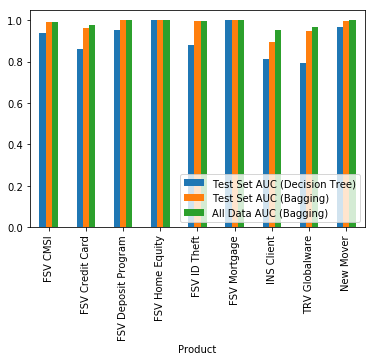 1.0
0.8
0.6
0.4
0.2
0.0
Test Set AUC (Decision Tree)
Test Set AUC (Bagging)
All Data AUC (Bagging)
FSV CMSI
FSV Credit Card
FSV Deposit Program
FSV Home Equity
FSV ID Theft
FSV Mortgage
INS Client
TRV Globalware
New Mover
Product